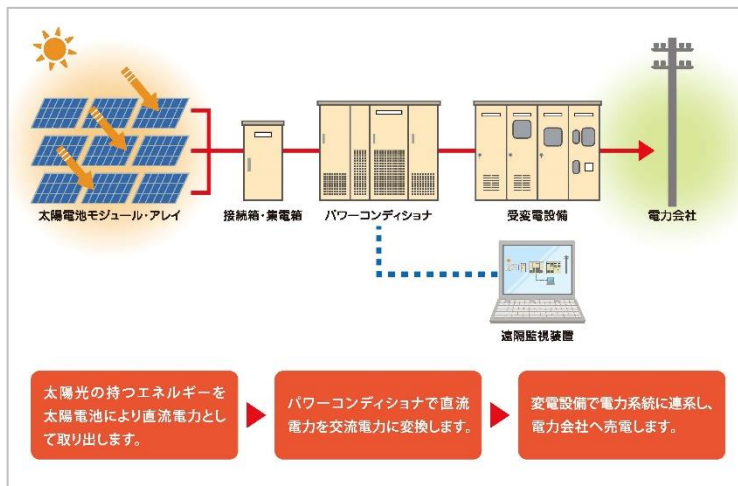 太陽電池モジュール・アレイ
接続箱・集電箱
パワーコンディショナ
受変電設備
電力会社
遠隔監視装置
太陽光の持つエネルギーを
太陽電池により直流電力とし
て取り出します。
パワーコンディショナで直流
電力を交流電力に変換します。
変電設備で電力系統に連系し、
電力会社へ売電します。